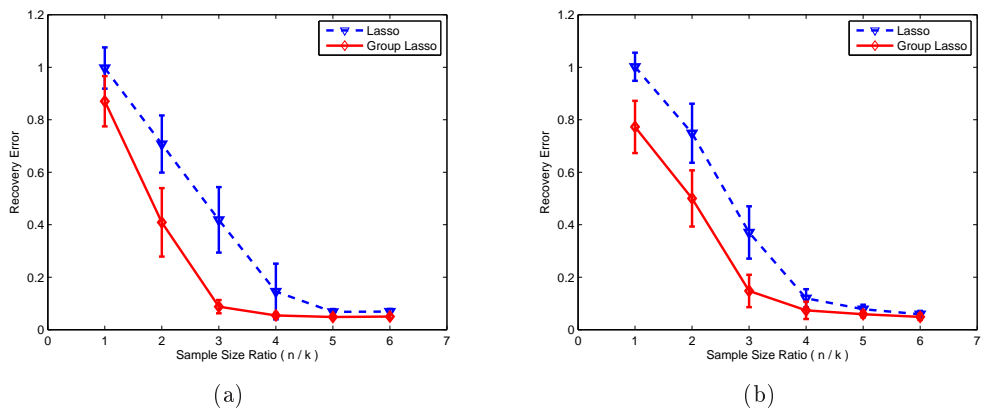 1.2
1
0.8
0.6
0.4
0.2
0
Recovery Error
0 1 2 3 4 5 6 7
Sample Size Ratio ( n / k )
Lasso
Group Lasso
(a)
1.2
1
0.8
0.6
0.4
0.2
0
Recovery Error
0 1 2 3 4 5 6 7
Sample Size Ratio ( n / k )
Lasso
Group Lasso
(b)